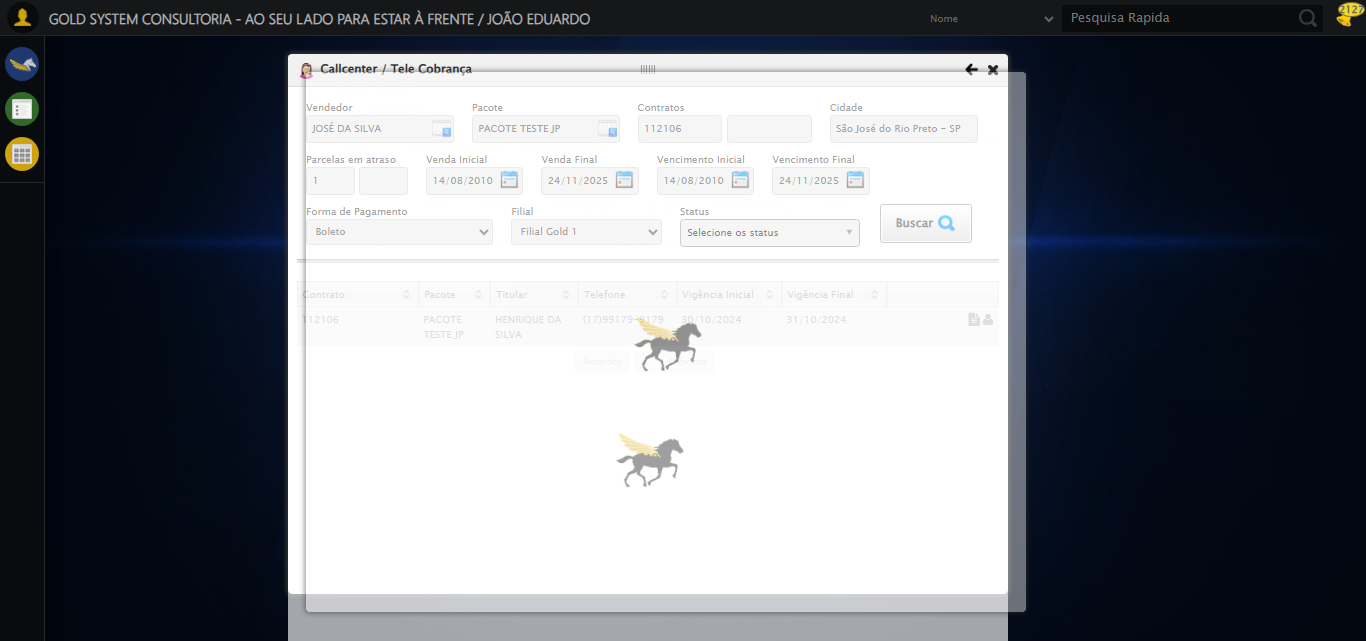 GOLD SYSTEM CONSULTORIA - AO SEU LADO PARA ESTAR À FRENTE / JOÃO EDUARDO
Nome
Pesquisa Rapida
2127
Callcenter / Tele Cobrança
Vendedor Pacote Contratos Cidade
JOSÉ DA SILVA PACOTE TESTE JP 112106 São José do Rio Preto - SP
Parcelas em atraso Venda Inicial Venda Final Vencimento Inicial Vencimento Final
1 14/08/2010 24/11/2025 14/08/2010 24/11/2025
Forma de Pagamento Filial Status
Boleto Filial Gold 1 Selecione os status Buscar
Contrato Pacote Titular Telefone Vigência Inicial Vigência Final
112106 PACOTE HENRIQUE DA (17)99179-9179 30/10/2024 31/10/2024
TESTE JP SILVA
Anterior